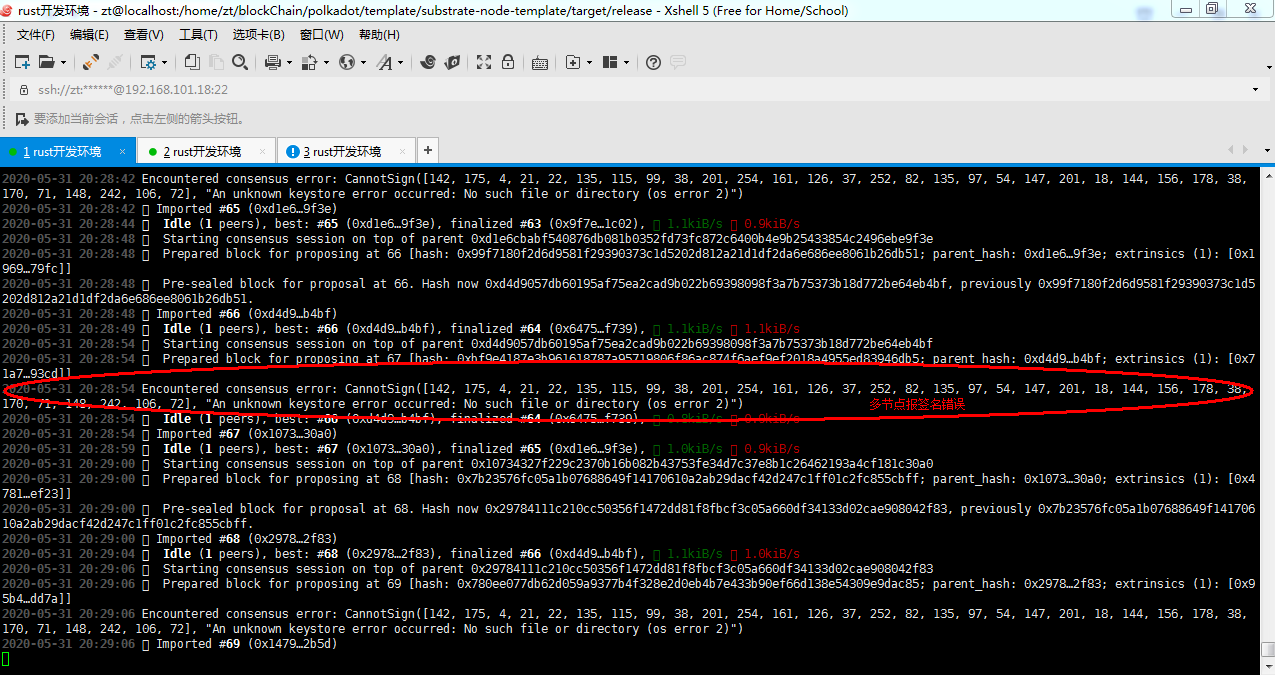 rust开发环境 - zt@localhost:/home/zt/blockChain/polkadot/template/substrate-node-template/target/release - Xshell 5 (Free for Home/School)
文件(F) 编辑(E) 查看(V) 工具(T) 选项卡(B) 窗口(W) 帮助(H)
ssh://zt:******@192.168.101.18:22
要添加当前会话，点击左侧的箭头按钮。
1 rust开发环境 × 2 rust开发环境 × 3 rust开发环境 × +
2020-05-31 20:28:42 Encountered consensus error: CannotSign([142, 175, 4, 21, 22, 135, 115, 99, 38, 201, 254, 161, 126, 37, 252, 82, 135, 97, 54, 147, 201, 18, 144, 156, 178, 38,
170, 71, 148, 242, 106, 72], "An unknown keystore error occurred: No such file or directory (os error 2)")
2020-05-31 20:28:42 Imported #65 (0xd1e6…9f3e)
2020-05-31 20:28:44 Idle (1 peers), best: #65 (0xd1e6…9f3e), finalized #63 (0x9f7e…1c02), 1.1kiB/s 0.9kiB/s
2020-05-31 20:28:48 Starting consensus session on top of parent 0xd1e6cbabf540876db081b0352fd73fc872c6400b4e9b25433854c2496ebe9f3e
2020-05-31 20:28:48 Prepared block for proposing at 66 [hash: 0x99f7180f2d6d9581f29390373c1d5202d812a21d1df2da6e686ee8061b26db51; parent_hash: 0xd1e6…9f3e; extrinsics (1): [0x1
969…79fc]]
2020-05-31 20:28:48 Pre-sealed block for proposal at 66. Hash now 0xd4d9057db60195af75ea2cad9b022b69398098f3a7b75373b18d772be64eb4bf, previously 0x99f7180f2d6d9581f29390373c1d5
202d812a21d1df2da6e686ee8061b26db51.
2020-05-31 20:28:48 Imported #66 (0xd4d9…b4bf)
2020-05-31 20:28:49 Idle (1 peers), best: #66 (0xd4d9…b4bf), finalized #64 (0x6475…f739), 1.1kiB/s 1.1kiB/s
2020-05-31 20:28:54 Starting consensus session on top of parent 0xd4d9057db60195af75ea2cad9b022b69398098f3a7b75373b18d772be64eb4bf
2020-05-31 20:28:54 Prepared block for proposing at 67 [hash: 0xbf9e4187e3b961618787a95719806f86ac874f6aef9ef2018a4955ed83946db5; parent_hash: 0xd4d9…b4bf; extrinsics (1): [0x7
1a7…93cd]]
2020-05-31 20:28:54 Encountered consensus error: CannotSign([142, 175, 4, 21, 22, 135, 115, 99, 38, 201, 254, 161, 126, 37, 252, 82, 135, 97, 54, 147, 201, 18, 144, 156, 178, 38,
170, 71, 148, 242, 106, 72], "An unknown keystore error occurred: No such file or directory (os error 2)")
多节点报签名错误
2020-05-31 20:28:54 Idle (1 peers), best: #66 (0xd4d9…b4bf), finalized #64 (0x6475…f739),
2020-05-31 20:28:54 Imported #67 (0x1073…30a0)
2020-05-31 20:28:59 Idle (1 peers), best: #67 (0x1073…30a0), finalized #65 (0xd1e6…9f3e), 1.0kiB/s 0.9kiB/s
2020-05-31 20:29:00 Starting consensus session on top of parent 0x10734327f229c2370b16b082b43753fe34d7c37e8b1c26462193a4cf181c30a0
2020-05-31 20:29:00 Prepared block for proposing at 68 [hash: 0x7b23576fc05a1b07688649f14170610a2ab29dacf42d247c1ff01c2fc855cbff; parent_hash: 0x1073…30a0; extrinsics (1): [0x4
781…ef23]]
2020-05-31 20:29:00 Pre-sealed block for proposal at 68. Hash now 0x29784111c210cc50356f1472dd81f8fbcf3c05a660df34133d02cae908042f83, previously 0x7b23576fc05a1b07688649f141706
10a2ab29dacf42d247c1ff01c2fc855cbff.
2020-05-31 20:29:00 Imported #68 (0x2978…2f83)
2020-05-31 20:29:04 Idle (1 peers), best: #68 (0x2978…2f83), finalized #66 (0xd4d9…b4bf), 1.1kiB/s 1.0kiB/s
2020-05-31 20:29:06 Starting consensus session on top of parent 0x29784111c210cc50356f1472dd81f8fbcf3c05a660df34133d02cae908042f83
2020-05-31 20:29:06 Prepared block for proposing at 69 [hash: 0x780ee077db62d059a9377b4f328e2d0eb4b7e433b90ef66d138e54309e9dac85; parent_hash: 0x2978…2f83; extrinsics (1): [0x9
5b4…dd7a]]
2020-05-31 20:29:06 Encountered consensus error: CannotSign([142, 175, 4, 21, 22, 135, 115, 99, 38, 201, 254, 161, 126, 37, 252, 82, 135, 97, 54, 147, 201, 18, 144, 156, 178, 38,
170, 71, 148, 242, 106, 72], "An unknown keystore error occurred: No such file or directory (os error 2)")
2020-05-31 20:29:06 Imported #69 (0x1479…2b5d)